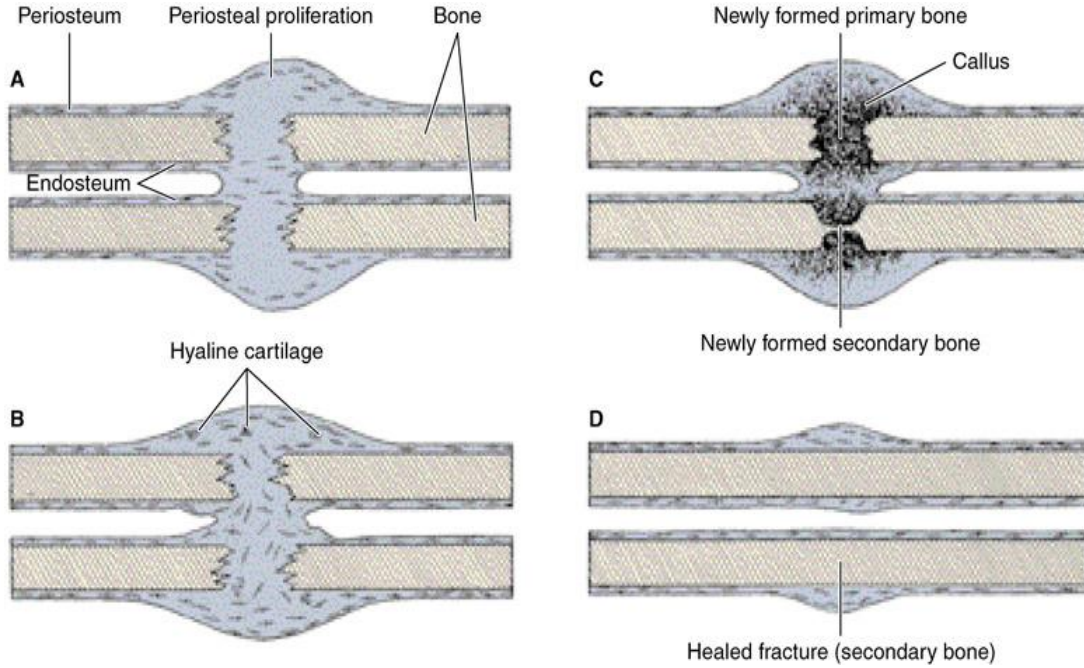 Periosteum
Periosteal proliferation
Bone
A
Endosteum
Hyaline cartilage
B
Newly formed primary bone
C
Callus
Newly formed secondary bone
D
Healed fracture (secondary bone)